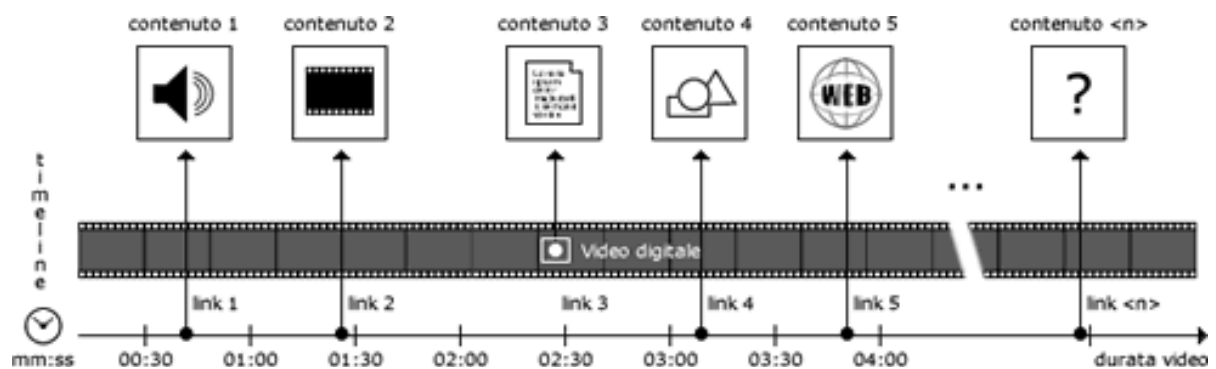 contenuto 1 contenuto 2 contenuto 3 contenuto 4 contenuto 5 contenuto <n>
WEB ?
timeline
...
Video digitale
link 1 link 2 link 3 link 4 link 5 link <n>
mm:ss 00:30 01:00 01:30 02:00 02:30 03:00 03:30 04:00 durata video